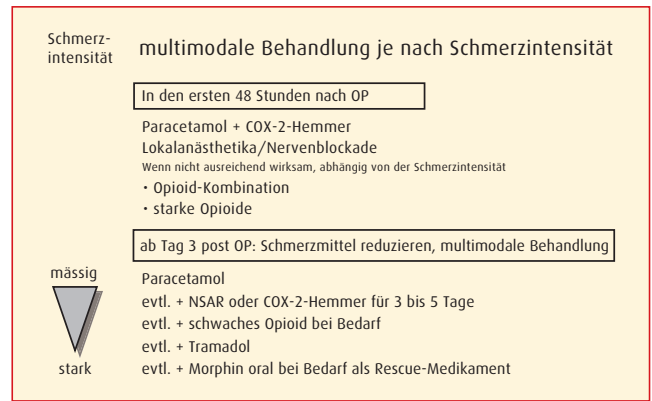 Schmerz-
intensität
multimodale Behandlung je nach Schmerzintensität
In den ersten 48 Stunden nach OP
Paracetamol + COX-2-Hemmer
Lokalanästhetika/Nervenblockade
Wenn nicht ausreichend wirksam, abhängig von der Schmerzintensität
· Opioid-Kombination
· starke Opioide
ab Tag 3 post OP: Schmerzmittel reduzieren, multimodale Behandlung
mässig
Paracetamol
evtl. + NSAR oder COX-2-Hemmer für 3 bis 5 Tage
evtl. + schwaches Opioid bei Bedarf
evtl. + Tramadol
stark
evtl. + Morphin oral bei Bedarf als Rescue-Medikament